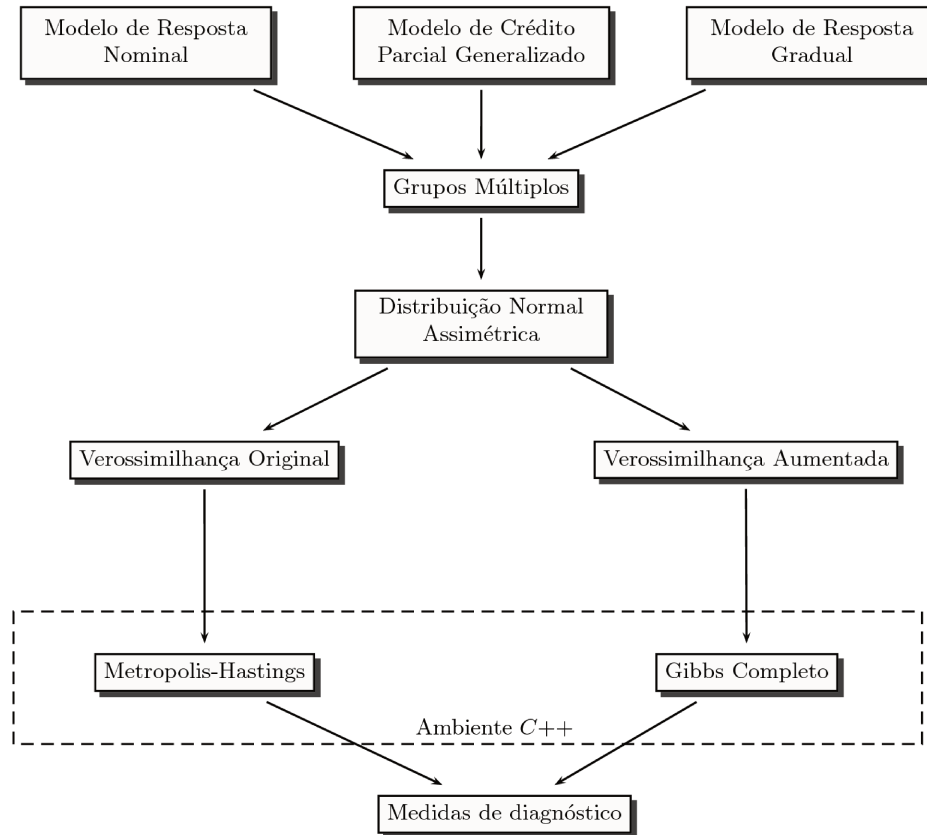 Modelo de Resposta
Nominal
Modelo de Crédito
Parcial Generalizado
Modelo de Resposta
Gradual
Grupos Múltiplos
Distribuição Normal
Assimétrica
Verossimilhança Original
Verossimilhança Aumentada
Metropolis-Hastings
Gibbs Completo
Ambiente C++
Medidas de diagnóstico